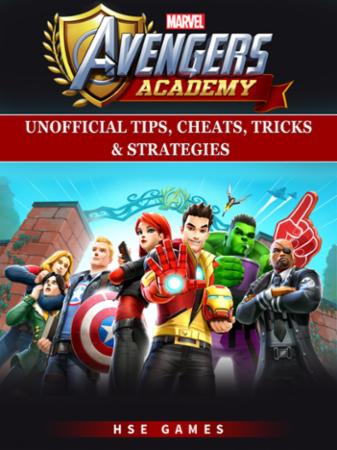 MARVEL
AVENGERS
ACADEMY
UNOFFICIAL TIPS, CHEATS, TRICKS
& STRATEGIES
HSE GAMES